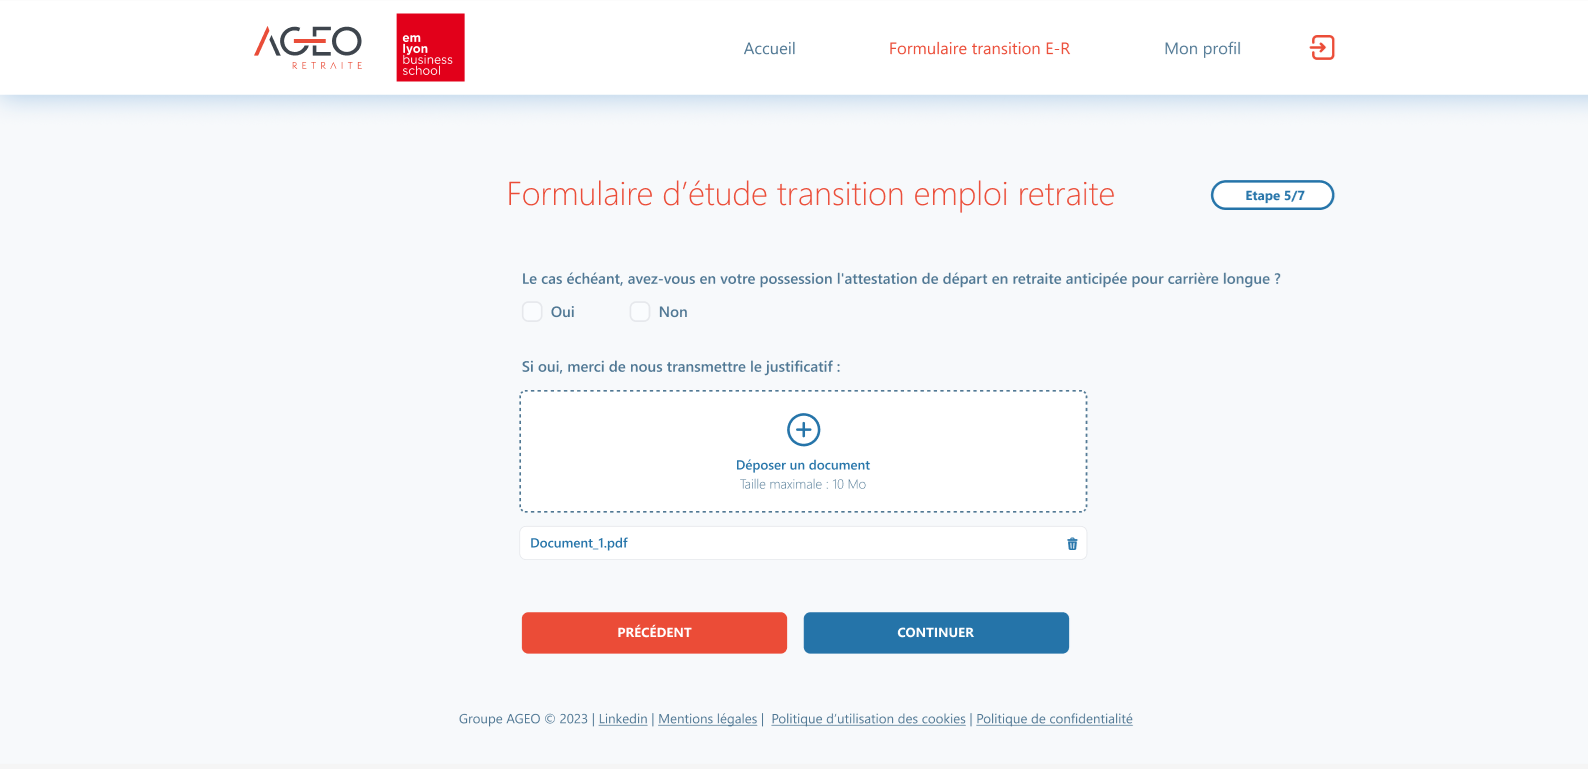 AGEO
RETRAITE
em
lyon
business
school
Accueil
Formulaire transition E-R
Mon profil
Formulaire d’étude transition emploi retraite
Etape 5/7
Le cas échéant, avez-vous en votre possession l'attestation de départ en retraite anticipée pour carrière longue ?
Oui
Non
Si oui, merci de nous transmettre le justificatif :
Déposer un document
Taille maximale : 10 Mo
Document_1.pdf
PRÉCÉDENT
CONTINUER
Groupe AGEO © 2023 | Linkedin | Mentions légales | Politique d’utilisation des cookies | Politique de confidentialité